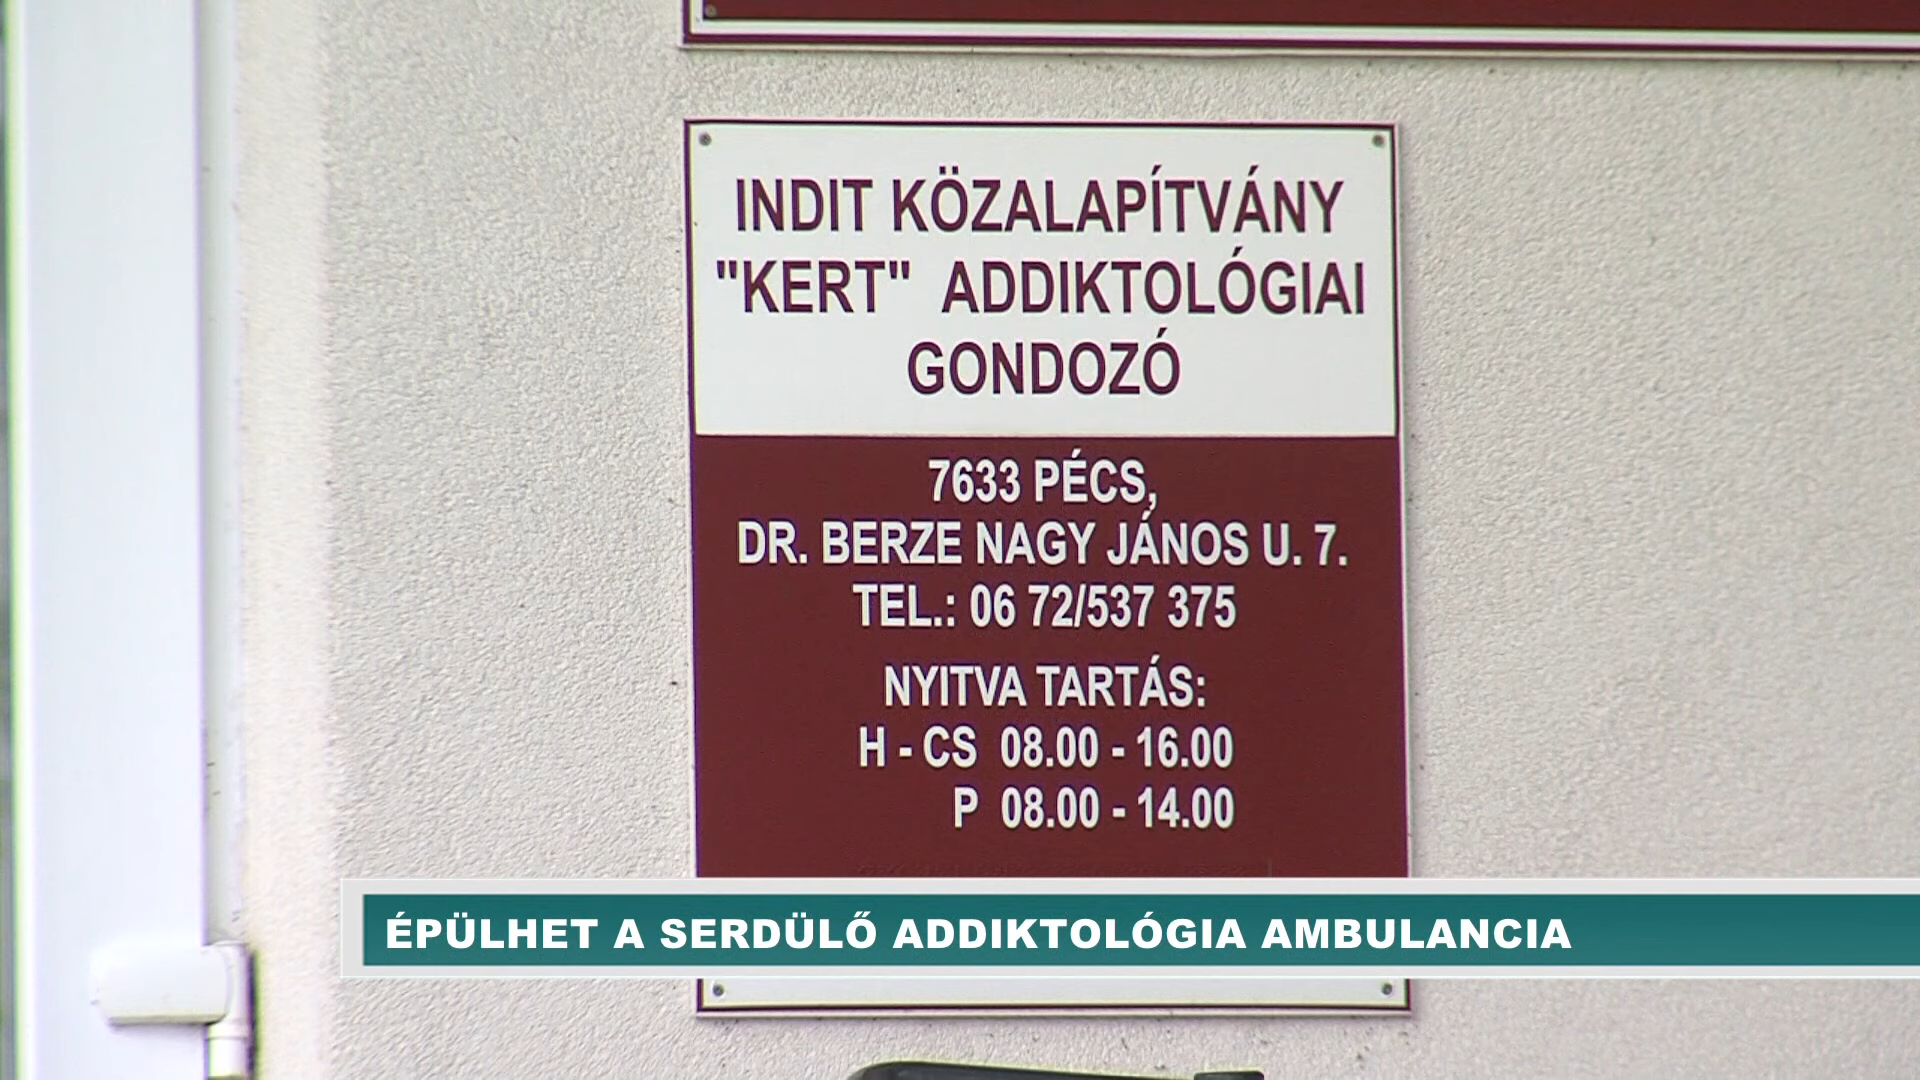 INDIT KÖZALAPÍTVÁNY
"KERT" ADDIKTOLÓGIAI
GONDOZÓ
7633 PÉCS,
DR. BERZE NAGY JÁNOS U. 7.
TEL.: 06 72/537 375
NYITVA TARTÁS:
H - CS 08.00 - 16.00
P 08.00 - 14.00
ÉPÜLHET A SERDÜLŐ ADDIKTOLÓGIA AMBULANCIA